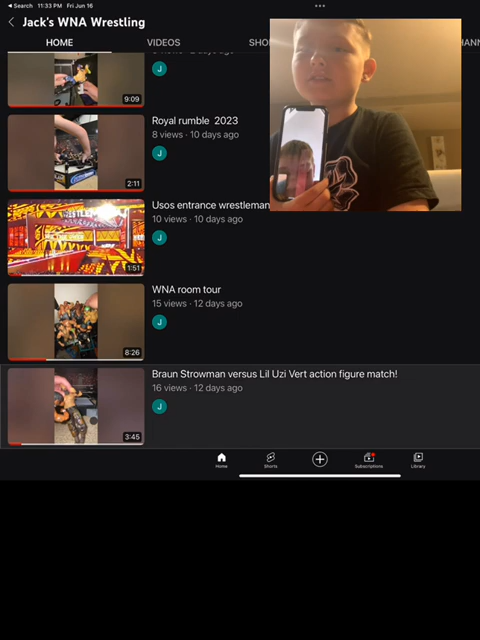 Search 11:33 PM Fri Jun 16
Jack's WNA Wrestling
HOME VIDEOS
2 days ago
J
9:09
Royal rumble 2023
8 views · 10 days ago
J
2:11
Usos entrance wrestleman
10 views · 10 days ago
J
1:51
WNA room tour
15 views · 12 days ago
J
8:26
Braun Strowman versus Lil Uzi Vert action figure match!
16 views · 12 days ago
J
3:45
Home Shorts Subscriptions Library